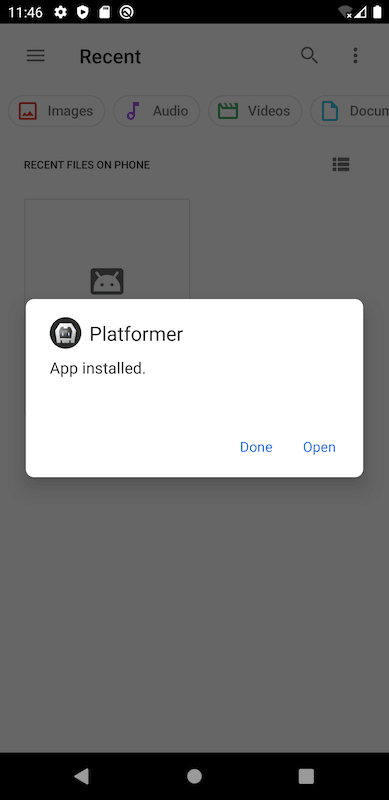 11:46
Recent
Images
Audio
Videos
Docum
RECENT FILES ON PHONE
Platformer
App installed.
Done
Open